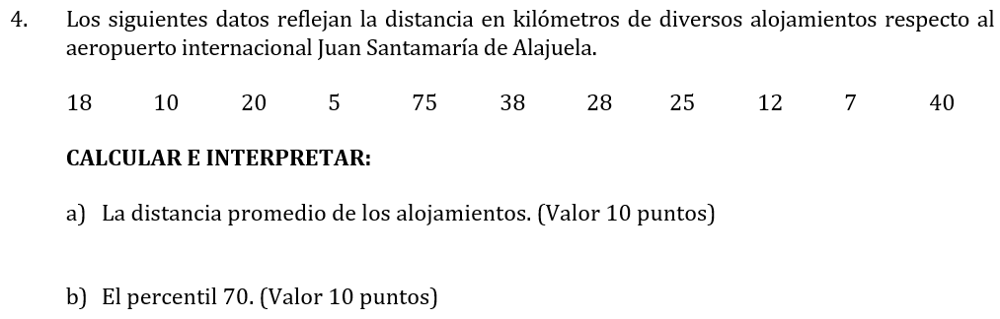 4. Los siguientes datos reflejan la distancia en kilómetros de diversos alojamientos respecto al
aeropuerto internacional Juan Santamaría de Alajuela.
18 10 20 5 75 38 28 25 12 7 40
CALCULAR E INTERPRETAR:
a) La distancia promedio de los alojamientos. (Valor 10 puntos)
b) El percentil 70. (Valor 10 puntos)